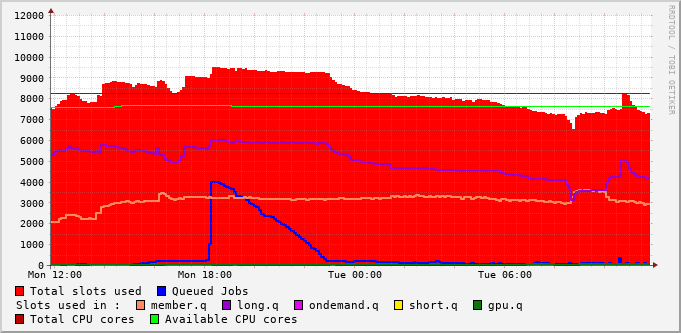 12000
11000
10000
9000
8000
7000
6000
5000
4000
3000
2000
1000
0
Mon 12:00 Mon 18:00 Tue 00:00 Tue 06:00
RRDTOOL / TOBI OETIKER
Total slots used Queued Jobs
Slots used in : member.q long.q ondemand.q short.q gpu.q
Total CPU cores Available CPU cores